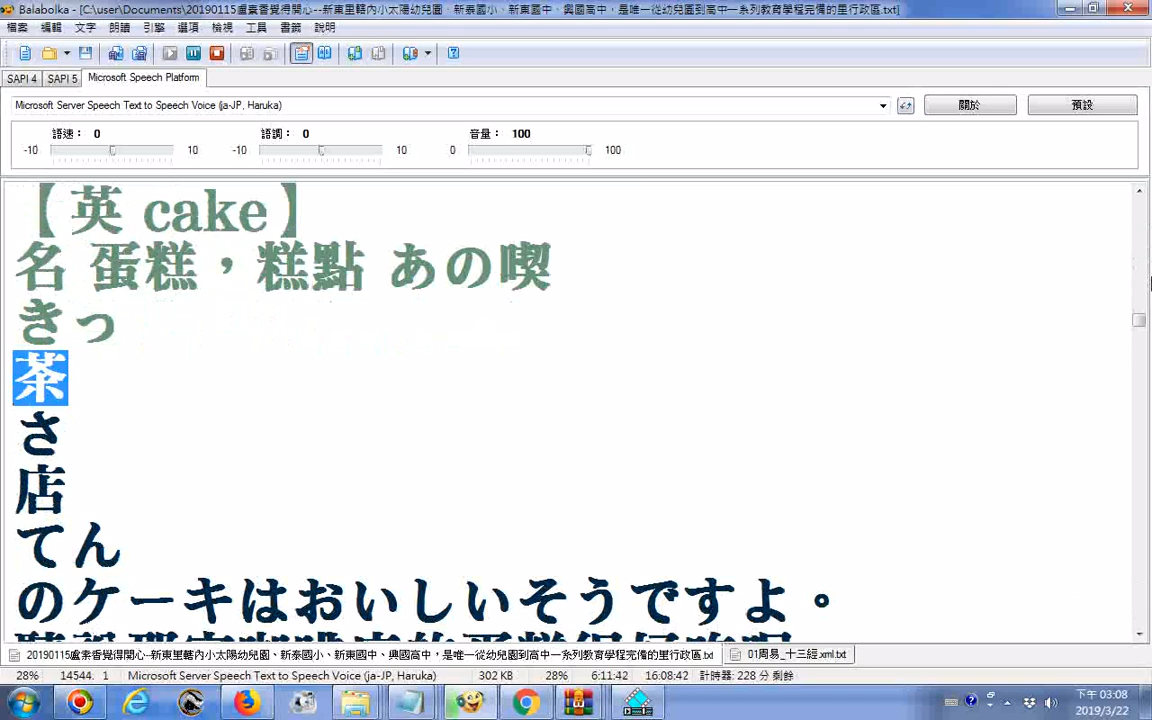 Balabolka - [C:\user\Documents\20190115盧素香覺得開心--新東里轄內小太陽幼兒園、新泰國小、新東國中、興國高中，是唯一從幼兒園到高中一系列教育學程完備的里行政區.txt]
檔案 編輯 文字 朗讀 引擎 選項 檢視 工具 書籤 說明
SAPI 4 SAPI 5 Microsoft Speech Platform
Microsoft Server Speech Text to Speech Voice (ja-JP, Haruka) 關於 預設
語速： 0 語調： 0 音量： 100
-10 10 -10 10 0 100
【英 cake】
名 蛋糕，糕點 あの喫
きっ
茶
さ
店
てん
のケーキはおいしいそうですよ。
20190115盧素香覺得開心--新東里轄內小太陽幼兒園、新泰國小、新東國中、興國高中，是唯一從幼兒園到高中一系列教育學程完備的里行政區.txt 01周易_十三經.xml.txt
28% 14544. 1 Microsoft Server Speech Text to Speech Voice (ja-JP, Haruka) 302 KB 28% 6:11:42 16:08:42 計時器: 228 分 剩餘
下午 03:08
2019/3/22